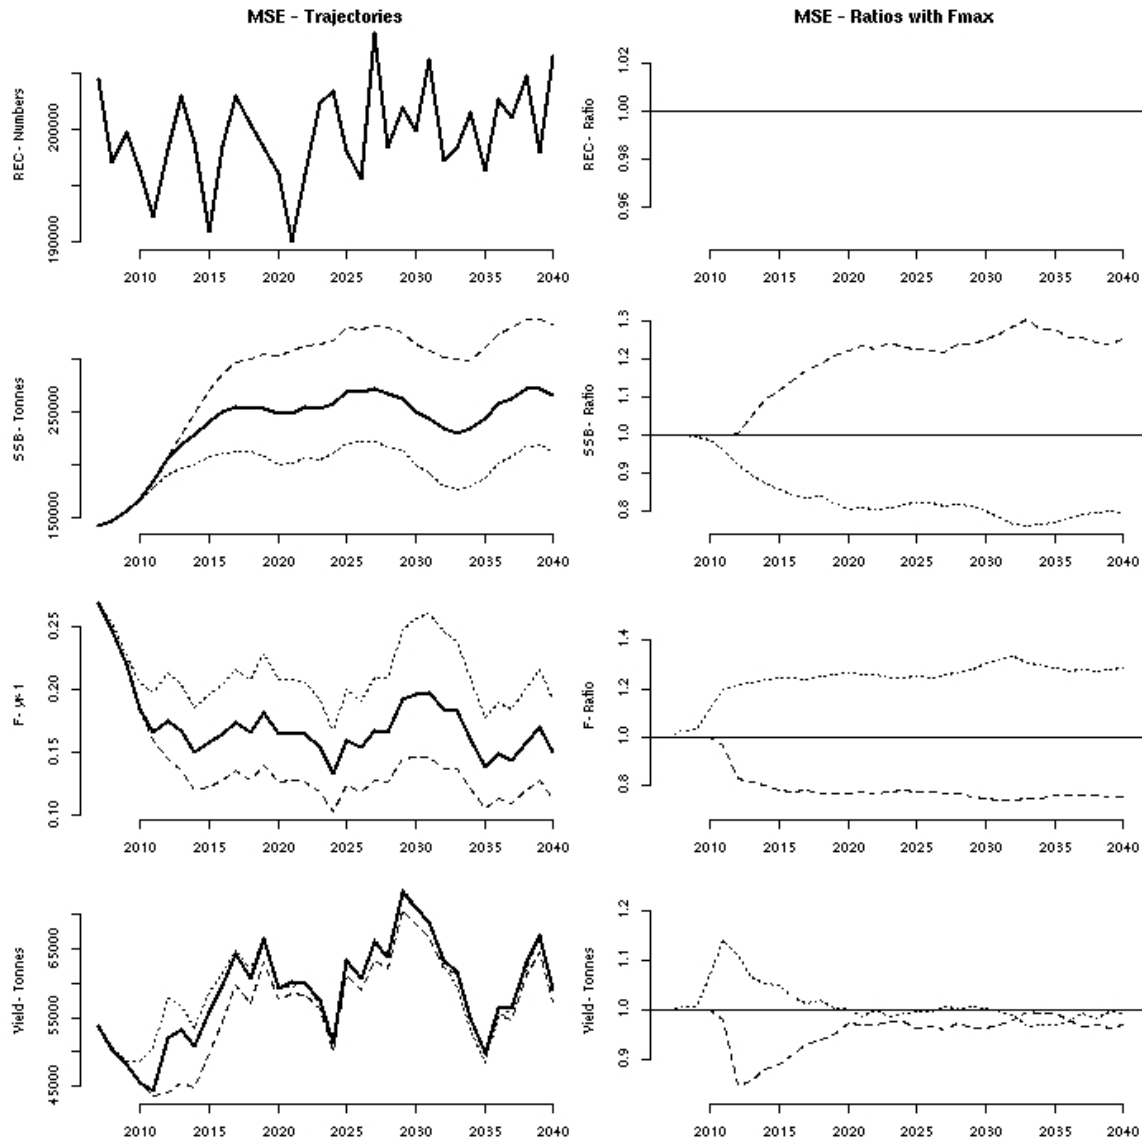 MSE - Trajectories
MSE - Ratios with Fmax
REC - Numbers
190000 200000
2010 2015 2020 2025 2030 2035 2040
REC - Ratio
0.96 0.98 1.00 1.02
2010 2015 2020 2025 2030 2035 2040
SSB - Tonnes
150000 250000
2010 2015 2020 2025 2030 2035 2040
SSB - Ratio
0.8 0.9 1.0 1.1 1.2 1.3
2010 2015 2020 2025 2030 2035 2040
F - yr-1
0.10 0.15 0.20 0.25
2010 2015 2020 2025 2030 2035 2040
F - Ratio
0.8 1.0 1.2 1.4
2010 2015 2020 2025 2030 2035 2040
Yield - Tonnes
45000 55000 65000
2010 2015 2020 2025 2030 2035 2040
Yield - Ratio
0.9 1.0 1.1 1.2
2010 2015 2020 2025 2030 2035 2040